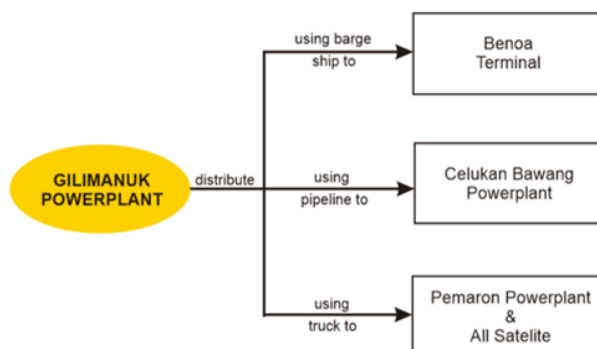 using barge
ship to
Benoa
Terminal
GILIMANUK
POWERPLANT
distribute
using
pipeline to
Celukan Bawang
Powerplant
using
truck to
Pemaron Powerplant
&
All Satelite